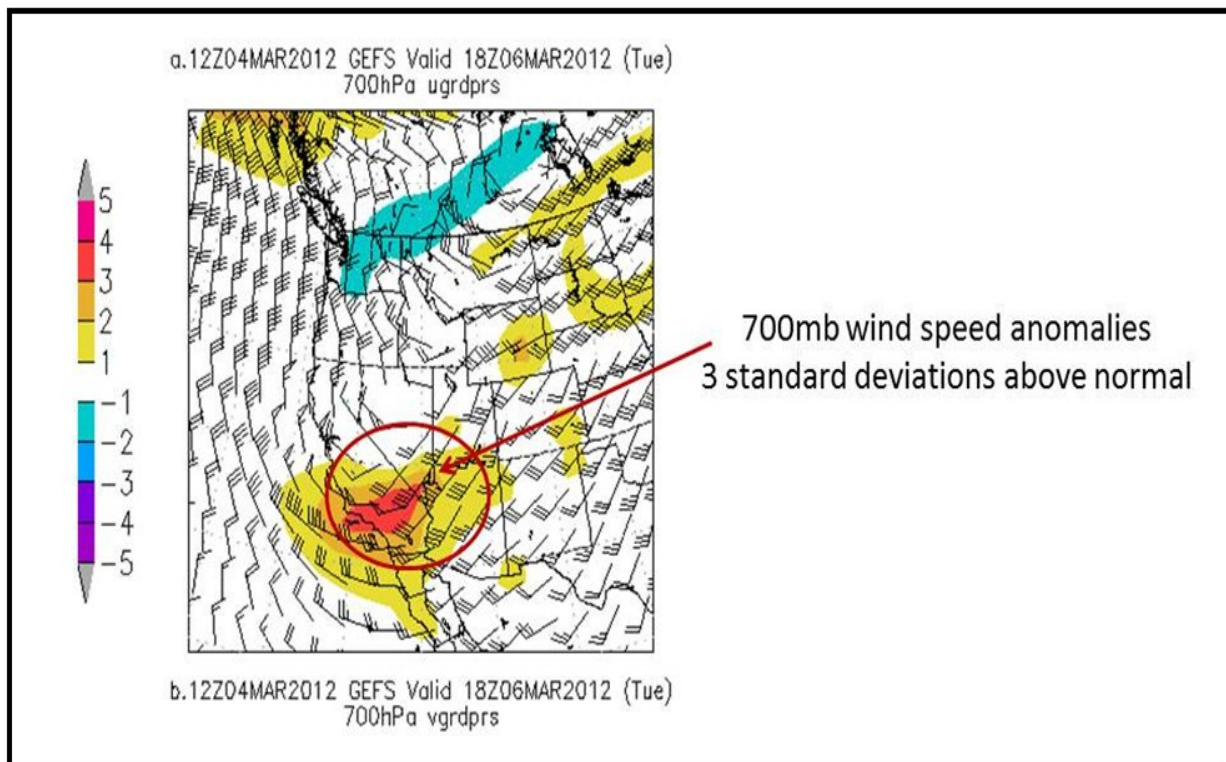 a.12Z04MAR2012 GEFS Valid 18Z06MAR2012 (Tue)
700hPa ugrdprs
5
4
3
2
1
-1
-2
-3
-4
-5
700mb wind speed anomalies
3 standard deviations above normal
b.12Z04MAR2012 GEFS Valid 18Z06MAR2012 (Tue)
700hPa vgrdprs